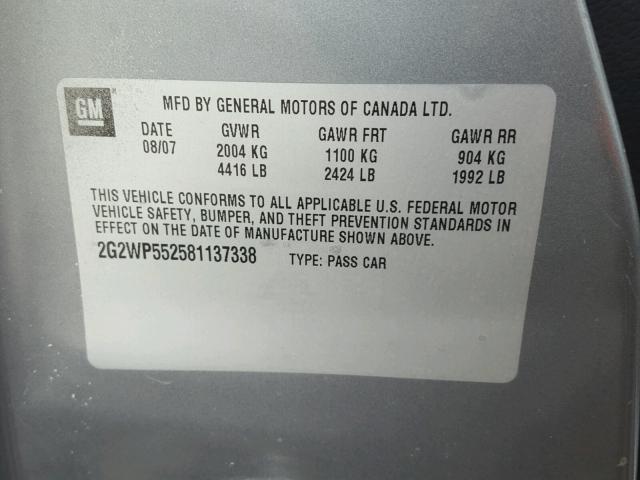 GM
MFD BY GENERAL MOTORS OF CANADA LTD.
DATE GVWR GAWR FRT GAWR RR
08/07 2004 KG 1100 KG 904 KG
4416 LB 2424 LB 1992 LB
THIS VEHICLE CONFORMS TO ALL APPLICABLE U.S. FEDERAL MOTOR
VEHICLE SAFETY, BUMPER, AND THEFT PREVENTION STANDARDS IN
EFFECT ON THE DATE OF MANUFACTURE SHOWN ABOVE.
2G2WP552581137338 TYPE: PASS CAR